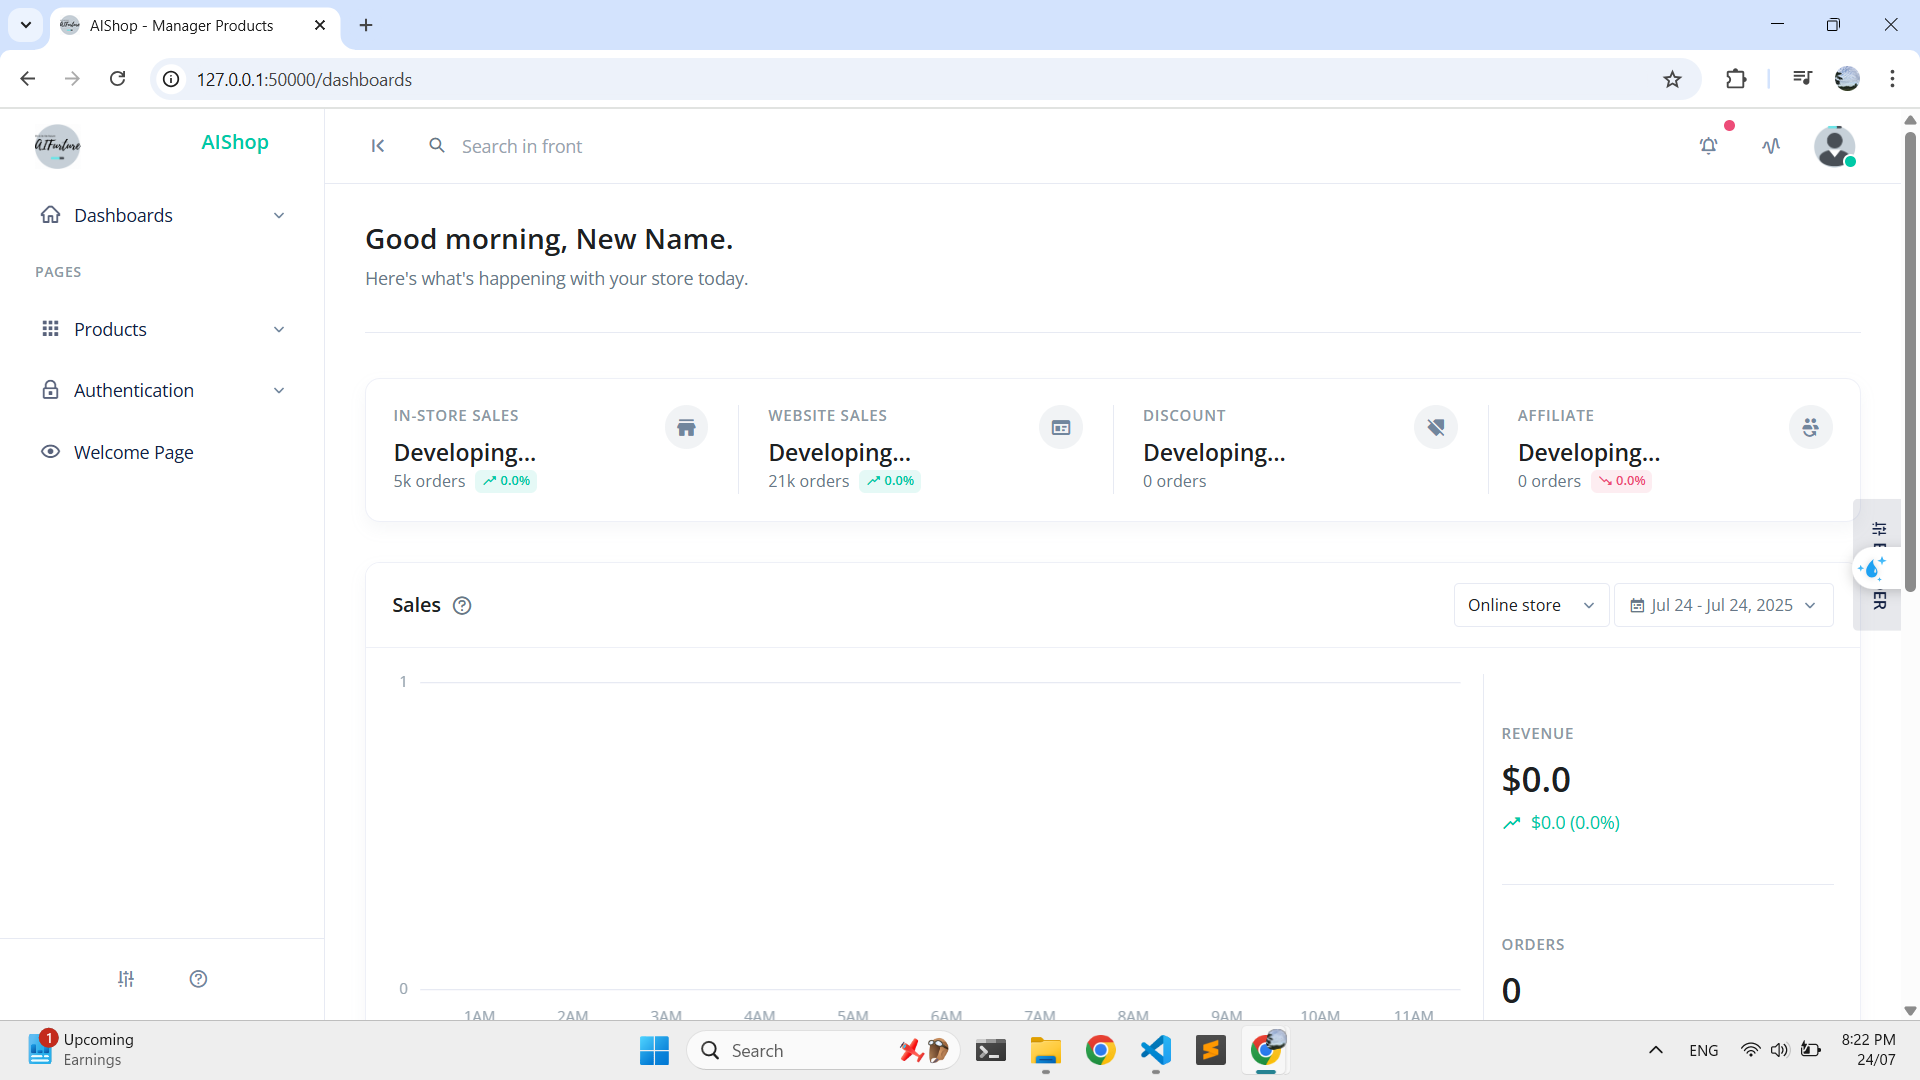 AIShop - Manager Products
127.0.0.1:50000/dashboards
AIFurture
AIShop
Search in front
Dashboards
PAGES
Products
Authentication
Welcome Page
Good morning, New Name.
Here's what's happening with your store today.
IN-STORE SALES
Developing...
5k orders
0.0%
WEBSITE SALES
Developing...
21k orders
0.0%
DISCOUNT
Developing...
0 orders
AFFILIATE
Developing...
0 orders
0.0%
Sales
Online store
Jul 24 - Jul 24, 2025
1
0
1AM 2AM 3AM 4AM 5AM 6AM 7AM 8AM 9AM 10AM 11AM
REVENUE
$0.0
$0.0 (0.0%)
ORDERS
0
1
Upcoming
Earnings
Search
ENG
8:22 PM
24/07